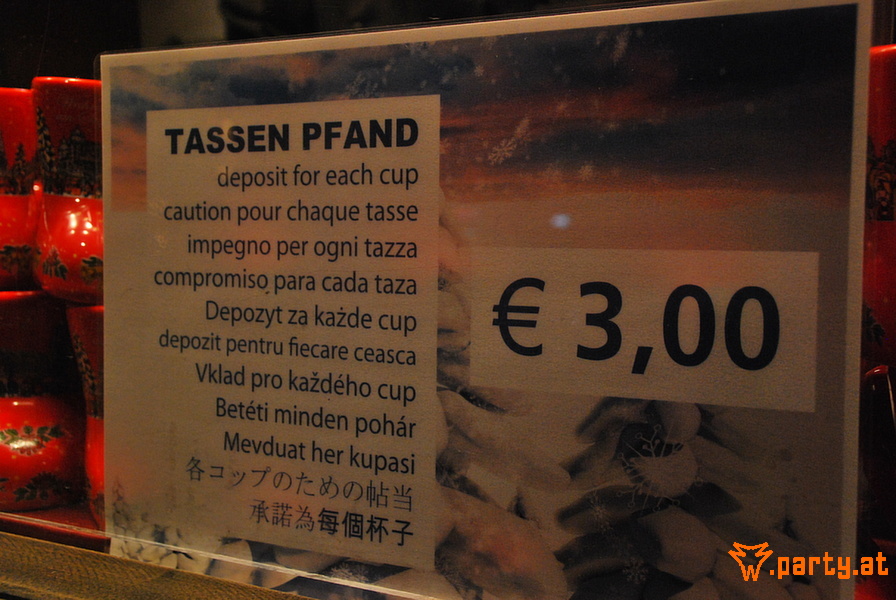 TASSEN PFAND
deposit for each cup
caution pour chaque tasse
impegno per ogni tazza
compromiso para cada taza
Depozyt za każde cup
depozit pentru fiecare ceasca
Vklad pro každého cup
Betéti minden pohár
Mevduat her kupasi
各コップのための帖当
承諾為每個杯子
€ 3,00
.party.at